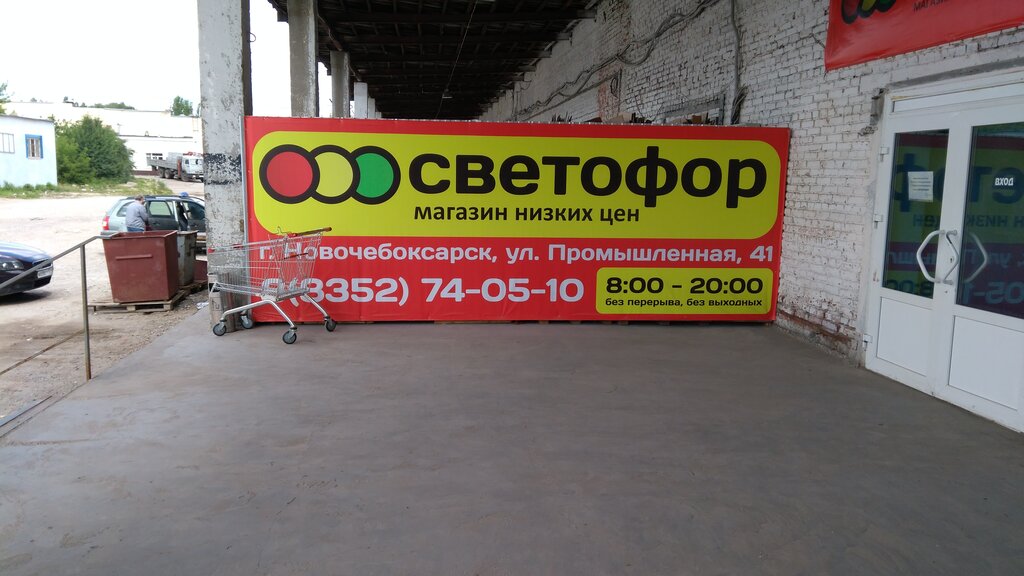 светофор
магазин низких цен
г. Новочебоксарск, ул. Промышленная, 41
(8352) 74-05-10
8:00 - 20:00
без перерыва, без выходных
вход